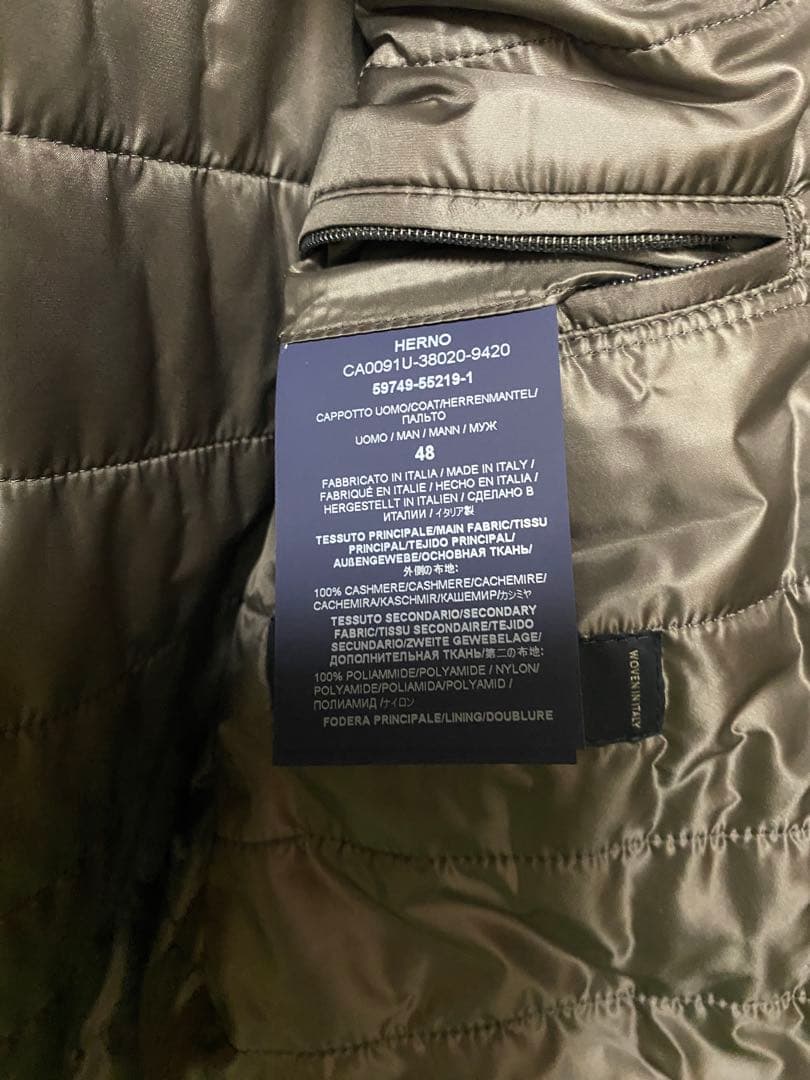 HERNO
CA0091U-38020-9420
59749-55219-1
CAPPOTTO UOMO/COAT/HERRENMANTEL/
ПАЛЬТО
UOMO / MAN / MANN / МУЖ
48
FABBRICATO IN ITALIA / MADE IN ITALY /
FABRIQUÉ EN ITALIE / HECHO EN ITALIA /
HERGESTELLT IN ITALIEN / СДЕЛАНО В
ИТАЛИИ / イタリア製
TESSUTO PRINCIPALE/MAIN FABRIC/TISSU
PRINCIPAL/TEJIDO PRINCIPAL/
AUßENGEWEBE/ОСНОВНАЯ ТКАНЬ/
外側の布地:
100% CASHMERE/CASHMERE/CACHEMIRE/
CACHEMIRA/KASCHMIR/КАШЕМИР/カシミヤ
TESSUTO SECONDARIO/SECONDARY
FABRIC/TISSU SECONDAIRE/TEJIDO
SECUNDARIO/ZWEITE GEWEBELAGE/
ДОПОЛНИТЕЛЬНАЯ ТКАНЬ/第二の布地:
100% POLIAMMIDE/POLYAMIDE / NYLON/
POLYAMIDE/POLIAMIDA/POLYAMID /
ПОЛИАМИД /ナイロン
FODERA PRINCIPALE/LINING/DOUBLURE
WOVEN IN ITALY